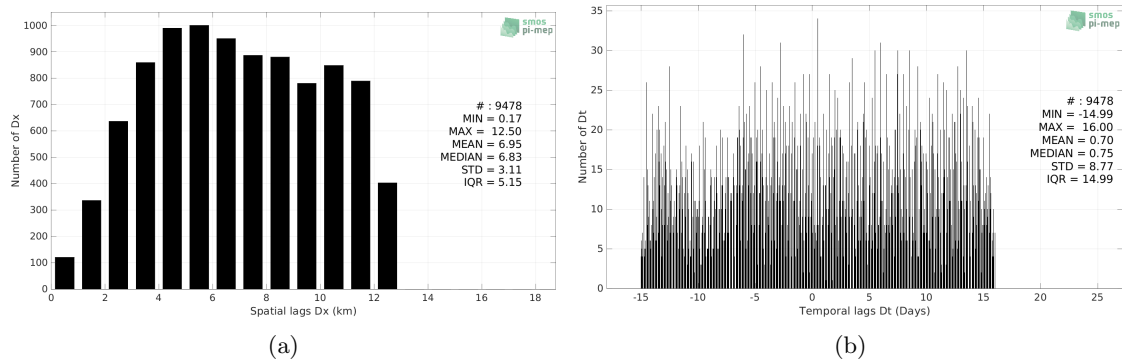 1000
900
800
700
600
500
400
300
200
100
0
0 2 4 6 8 10 12 14 16 18
Number of Dx
Spatial lags Dx (km)
smos
pi-mep
# : 9478
MIN = 0.17
MAX = 12.50
MEAN = 6.95
MEDIAN = 6.83
STD = 3.11
IQR = 5.15
(a)
35
30
25
20
15
10
5
0
-15 -10 -5 0 5 10 15 20 25
Number of Dt
Temporal lags Dt (Days)
smos
pi-mep
# : 9478
MIN = -14.99
MAX = 16.00
MEAN = 0.70
MEDIAN = 0.75
STD = 8.77
IQR = 14.99
(b)